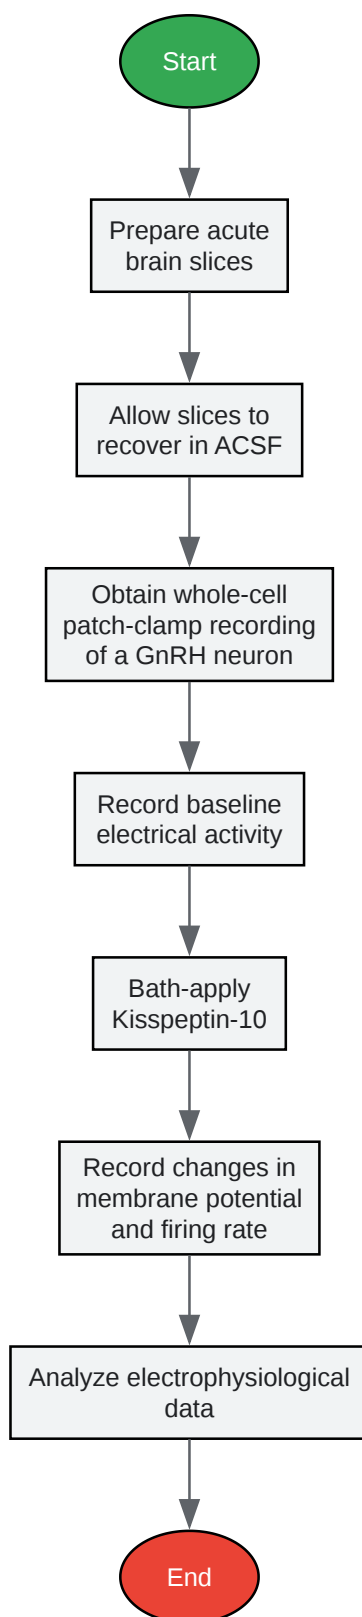 Start
Prepare acute
brain slices
Allow slices to
recover in ACSF
Obtain whole-cell
patch-clamp recording
of a GnRH neuron
Record baseline
electrical activity
Bath-apply
Kisspeptin-10
Record changes in
membrane potential
and firing rate
Analyze electrophysiological
data
End